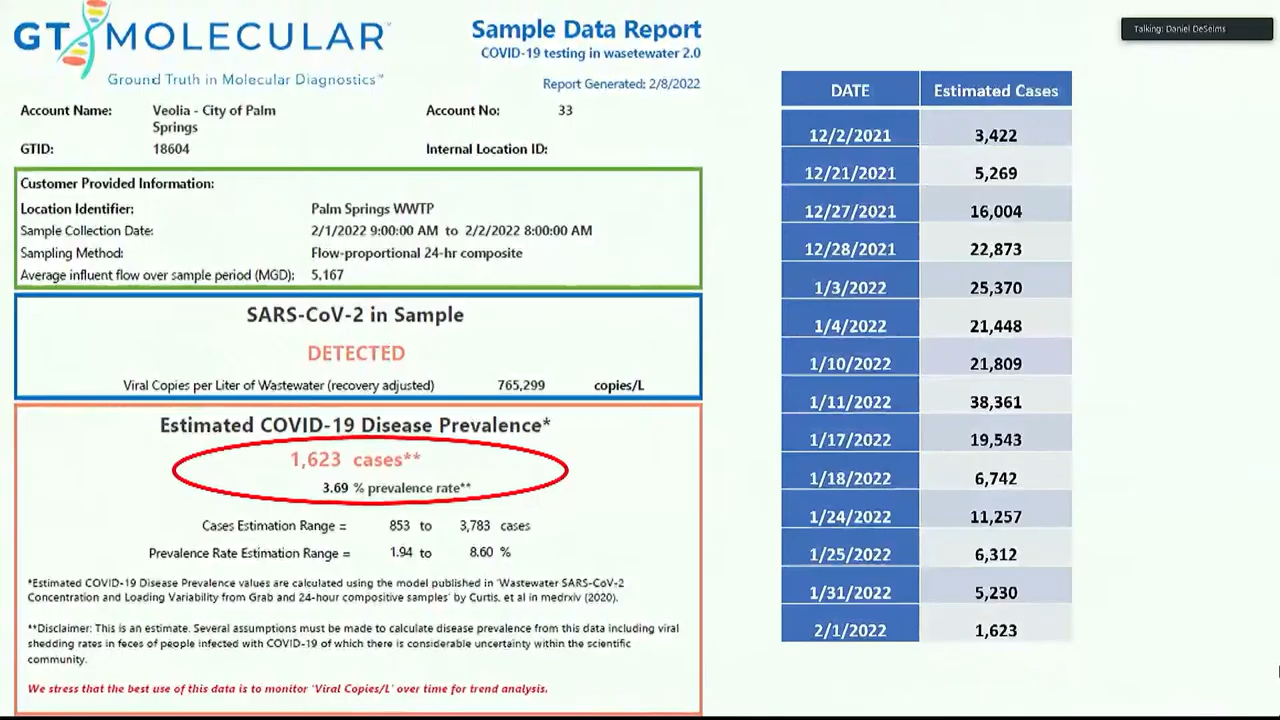 GT MOLECULAR
Ground Truth in Molecular Diagnostics™
Sample Data Report
COVID-19 testing in wasetewater 2.0
Report Generated: 2/8/2022
Talking: Daniel DeSelms
Account Name: Veolia - City of Palm Springs
Account No: 33
GTID: 18604
Internal Location ID:
Customer Provided Information:
Location Identifier: Palm Springs WWTP
Sample Collection Date: 2/1/2022 9:00:00 AM to 2/2/2022 8:00:00 AM
Sampling Method: Flow-proportional 24-hr composite
Average influent flow over sample period (MGD): 5.167
SARS-CoV-2 in Sample
DETECTED
Viral Copies per Liter of Wastewater (recovery adjusted) 765,299 copies/L
Estimated COVID-19 Disease Prevalence*
1,623 cases**
3.69 % prevalence rate**
Cases Estimation Range = 853 to 3,783 cases
Prevalence Rate Estimation Range = 1.94 to 8.60 %
*Estimated COVID-19 Disease Prevalence values are calculated using the model published in 'Wastewater SARS-CoV-2
Concentration and Loading Variability from Grab and 24-hour compositive samples' by Curtis. et al in medrxiv (2020).
**Disclaimer: This is an estimate. Several assumptions must be made to calculate disease prevalence from this data including viral
shedding rates in feces of people infected with COVID-19 of which there is considerable uncertainty within the scientific
community.
We stress that the best use of this data is to monitor 'Viral Copies/L' over time for trend analysis.
DATE Estimated Cases
12/2/2021 3,422
12/21/2021 5,269
12/27/2021 16,004
12/28/2021 22,873
1/3/2022 25,370
1/4/2022 21,448
1/10/2022 21,809
1/11/2022 38,361
1/17/2022 19,543
1/18/2022 6,742
1/24/2022 11,257
1/25/2022 6,312
1/31/2022 5,230
2/1/2022 1,623